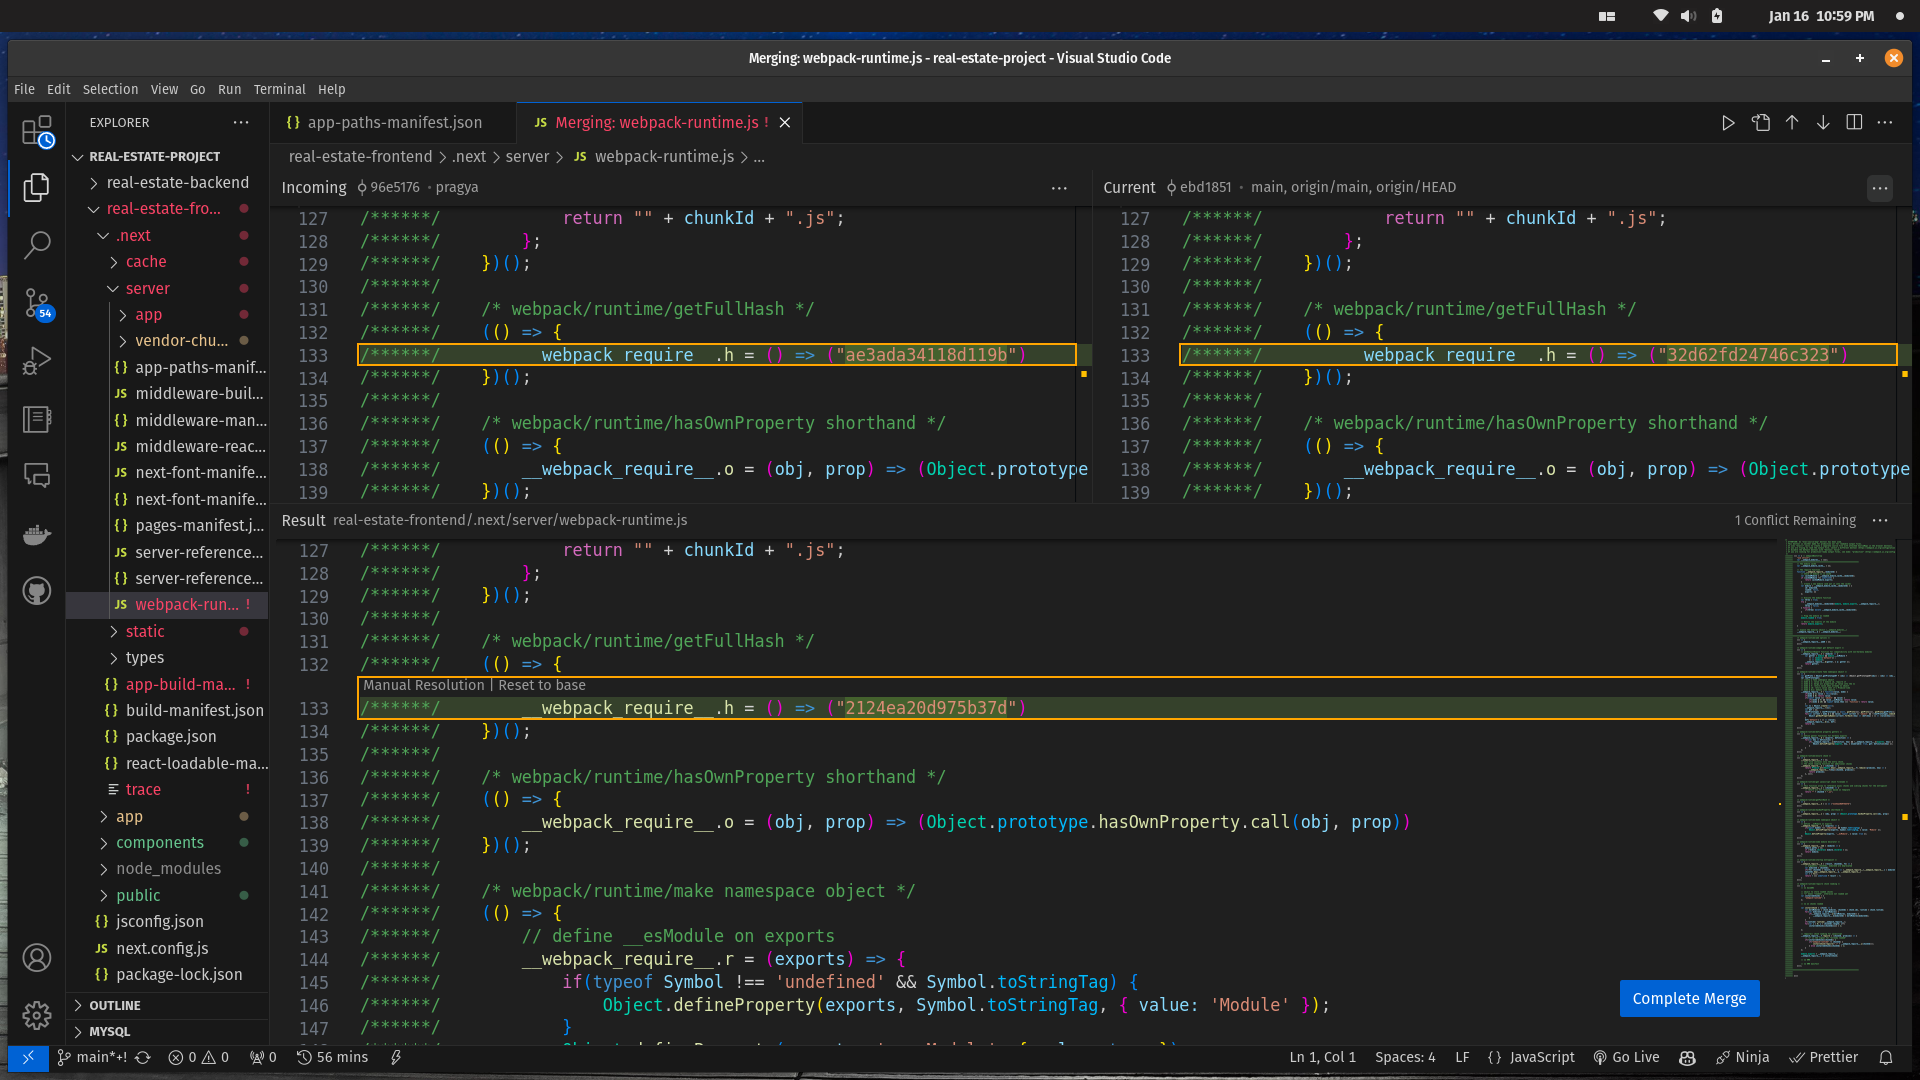 Jan 16 10:59 PM
Merging: webpack-runtime.js - real-estate-project - Visual Studio Code
File Edit Selection View Go Run Terminal Help
EXPLORER
REAL-ESTATE-PROJECT
real-estate-backend
real-estate-fro...
.next
cache
server
app
vendor-chu...
{} app-paths-manif...
JS middleware-buil...
{} middleware-man...
JS middleware-reac...
JS next-font-manife...
{} next-font-manife...
{} pages-manifest.j...
JS server-reference...
{} server-reference...
JS webpack-run... !
static
types
{} app-build-ma... !
{} build-manifest.json
{} package.json
{} react-loadable-ma...
trace !
app
components
node_modules
public
{} jsconfig.json
JS next.config.js
{} package-lock.json
OUTLINE
MYSQL
54
{} app-paths-manifest.json
JS Merging: webpack-runtime.js !
real-estate-frontend > .next > server > JS webpack-runtime.js > ...
Incoming 96e5176 • pragya
127 /******/ return "" + chunkId + ".js";
128 /******/ };
129 /******/ })();
130 /******/
131 /******/ /* webpack/runtime/getFullHash */
132 /******/ (() => {
133 /******/ __webpack_require__.h = () => ("ae3ada34118d119b")
134 /******/ })();
135 /******/
136 /******/ /* webpack/runtime/hasOwnProperty shorthand */
137 /******/ (() => {
138 /******/ __webpack_require__.o = (obj, prop) => (Object.prototype
139 /******/ })();
Current ebd1851 • main, origin/main, origin/HEAD
127 /******/ return "" + chunkId + ".js";
128 /******/ };
129 /******/ })();
130 /******/
131 /******/ /* webpack/runtime/getFullHash */
132 /******/ (() => {
133 /******/ __webpack_require__.h = () => ("32d62fd24746c323")
134 /******/ })();
135 /******/
136 /******/ /* webpack/runtime/hasOwnProperty shorthand */
137 /******/ (() => {
138 /******/ __webpack_require__.o = (obj, prop) => (Object.prototype
139 /******/ })();
Result real-estate-frontend/.next/server/webpack-runtime.js
1 Conflict Remaining
127 /******/ return "" + chunkId + ".js";
128 /******/ };
129 /******/ })();
130 /******/
131 /******/ /* webpack/runtime/getFullHash */
132 /******/ (() => {
Manual Resolution | Reset to base
133 /******/ __webpack_require__.h = () => ("2124ea20d975b37d")
134 /******/ })();
135 /******/
136 /******/ /* webpack/runtime/hasOwnProperty shorthand */
137 /******/ (() => {
138 /******/ __webpack_require__.o = (obj, prop) => (Object.prototype.hasOwnProperty.call(obj, prop))
139 /******/ })();
140 /******/
141 /******/ /* webpack/runtime/make namespace object */
142 /******/ (() => {
143 /******/ // define __esModule on exports
144 /******/ __webpack_require__.r = (exports) => {
145 /******/ if(typeof Symbol !== 'undefined' && Symbol.toStringTag) {
146 /******/ Object.defineProperty(exports, Symbol.toStringTag, { value: 'Module' });
147 /******/ }
Complete Merge
main*+! 0 0 0 56 mins
Ln 1, Col 1 Spaces: 4 LF {} JavaScript Go Live Ninja Prettier